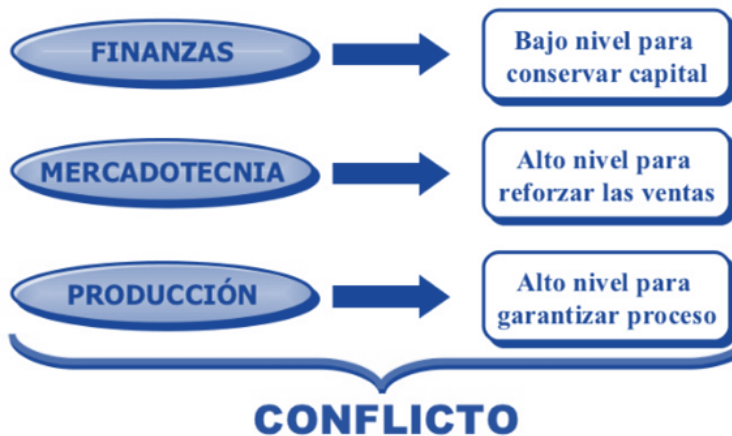 FINANZAS
Bajo nivel para
conservar capital
MERCADOTECNIA
Alto nivel para
reforzar las ventas
PRODUCCIÓN
Alto nivel para
garantizar proceso
CONFLICTO